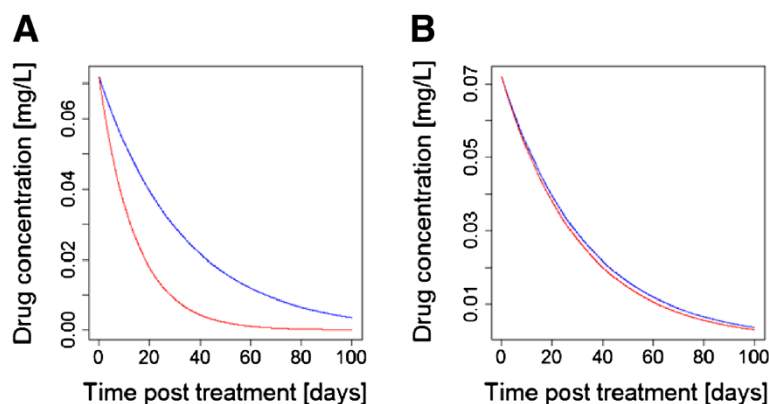 A
B
Drug concentration [mg/L]
0.00 0.02 0.04 0.06
0 20 40 60 80 100
Time post treatment [days]
Drug concentration [mg/L]
0.01 0.03 0.05 0.07
0 20 40 60 80 100
Time post treatment [days]